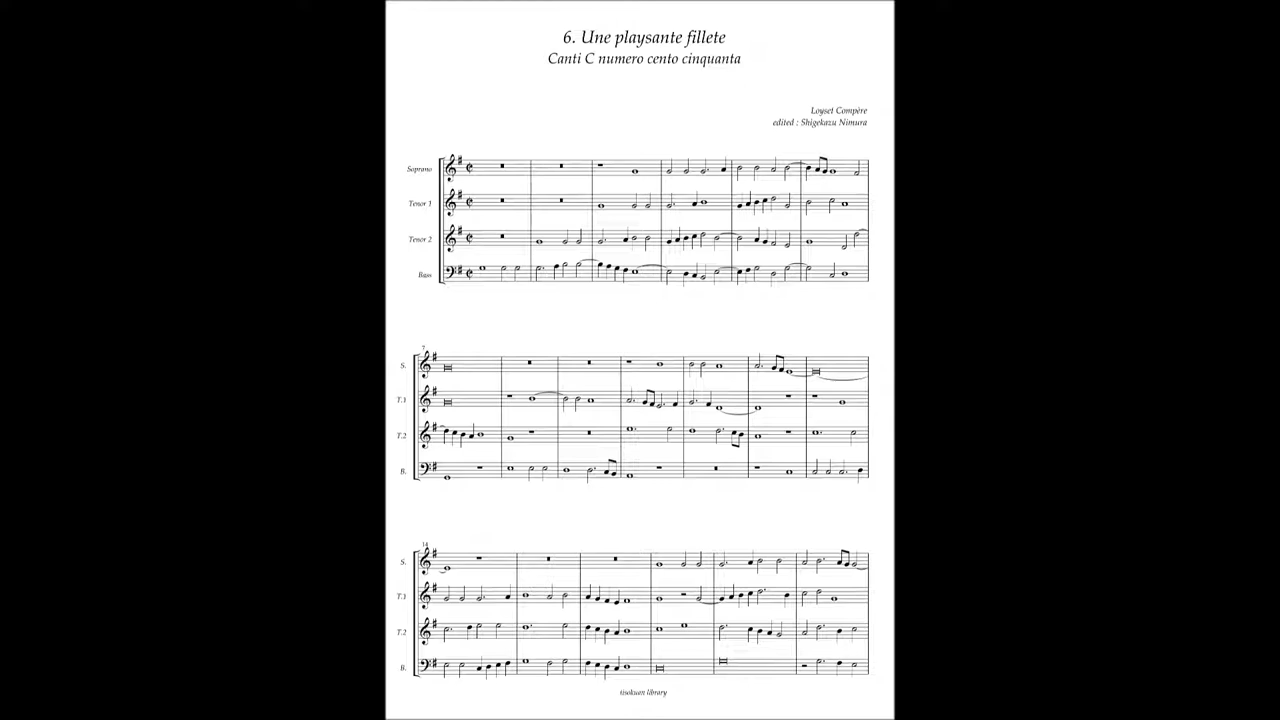 6. Une playsante fillete
Canti C numero cento cinquanta
Loyset Compère
edited : Shigekazu Nimura
Soprano
Tenor 1
Tenor 2
Bass
7
S.
T.1
T.2
B.
14
S.
T.1
T.2
B.
tisokuen library